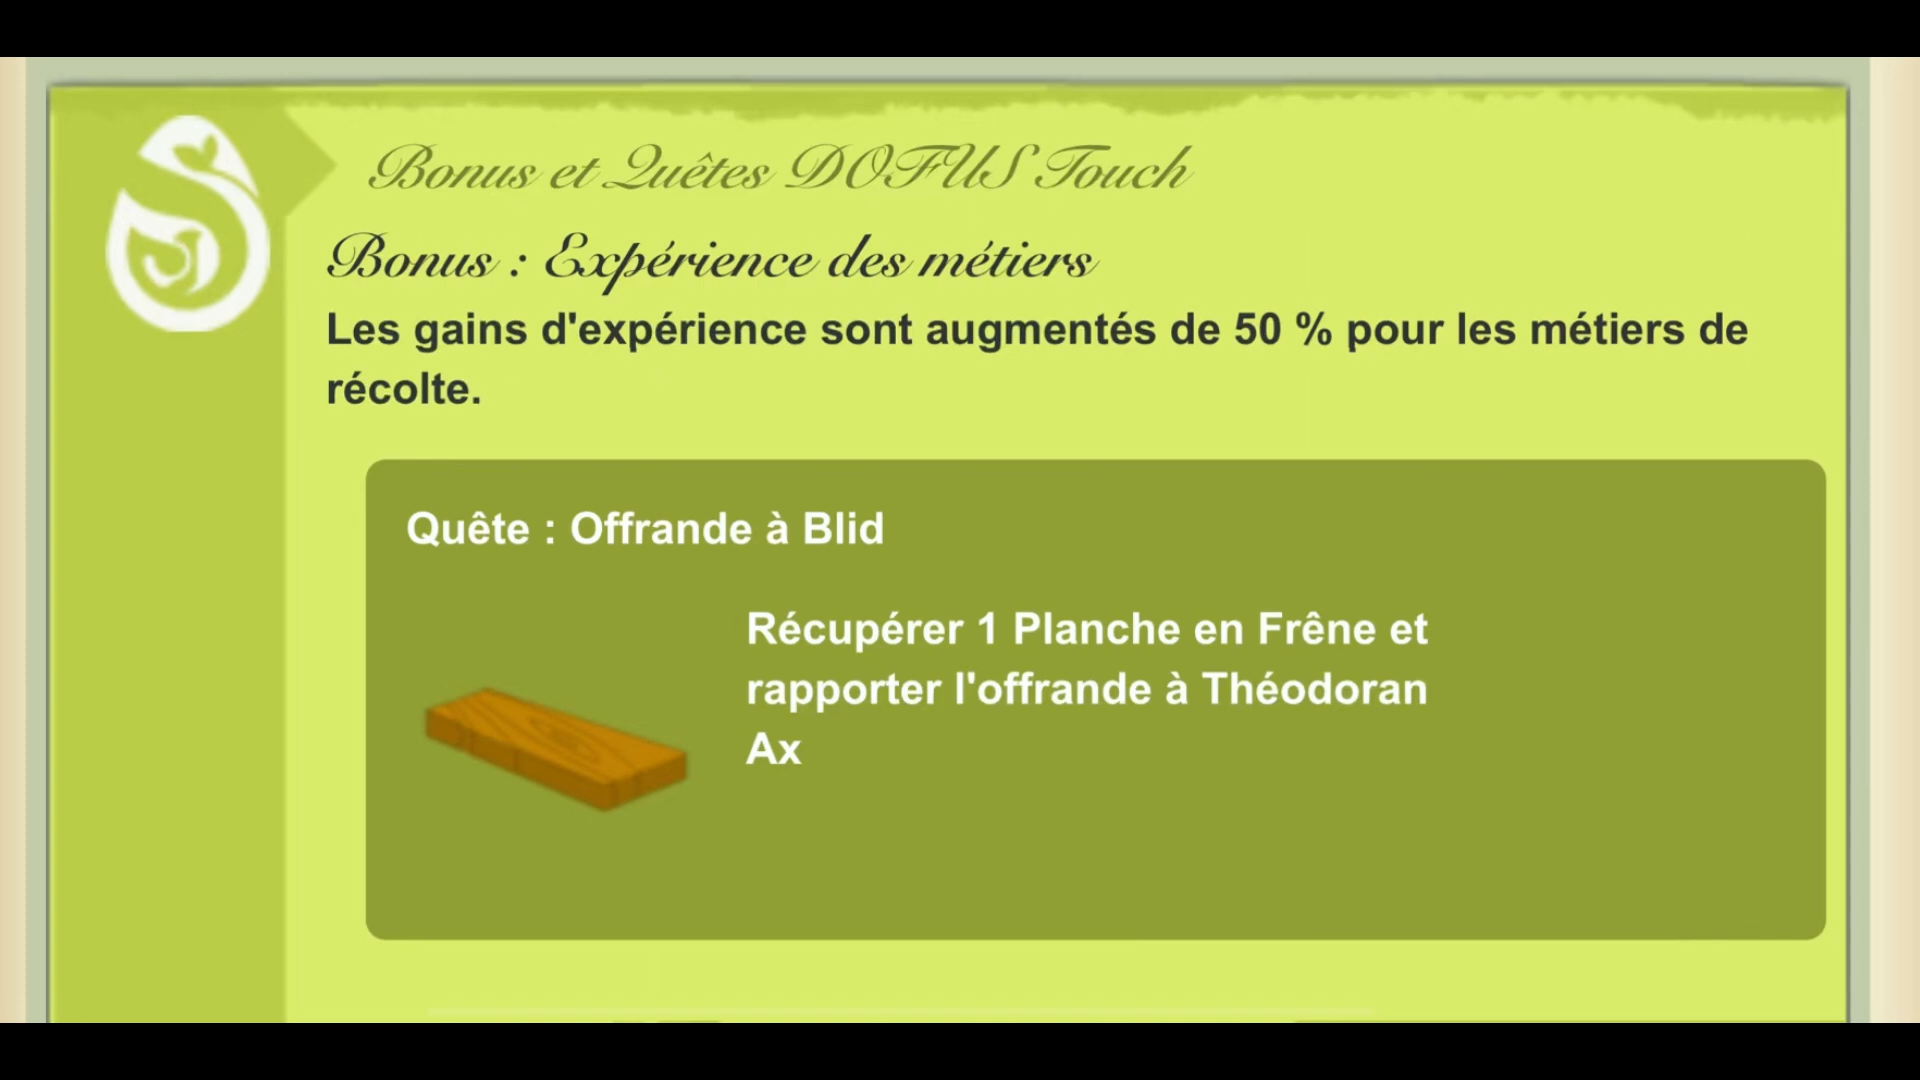 Bonus et Quêtes DOFUS Touch
Bonus : Expérience des métiers
Les gains d'expérience sont augmentés de 50 % pour les métiers de
récolte.
Quête : Offrande à Blid
Récupérer 1 Planche en Frêne et
rapporter l'offrande à Théodoran
Ax